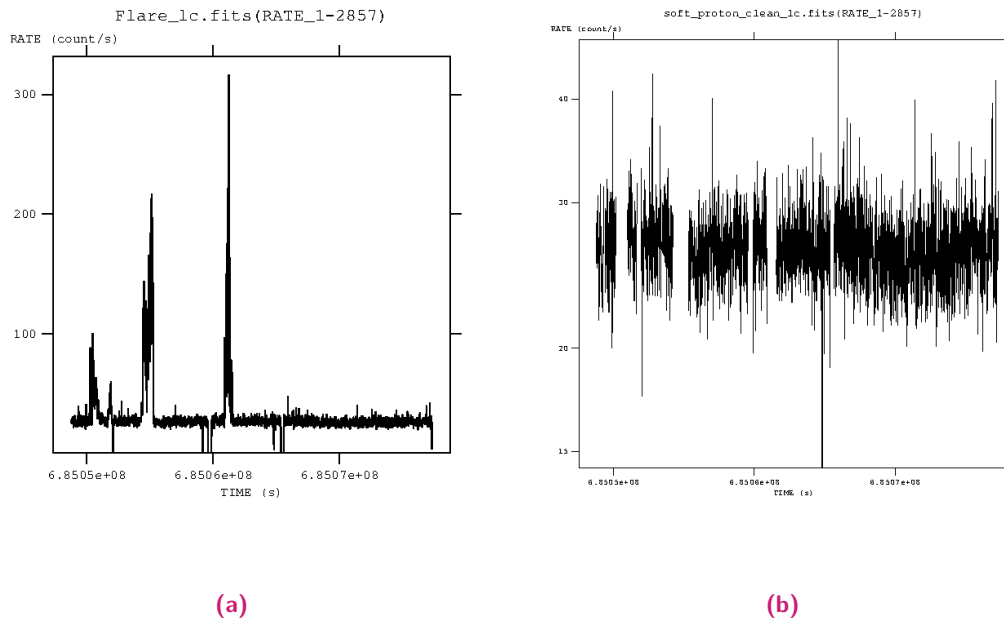 Flare_lc.fits(RATE_1-2857)
RATE (count/s)
300
200
100
6.8505e+08 6.8506e+08 6.8507e+08
TIME (s)
(a)
soft_proton_clean_lc.fits(RATE_1-2857)
RATE (count/s)
40
30
20
15
6.8505e+08 6.8506e+08 6.8507e+08
TIME (s)
(b)